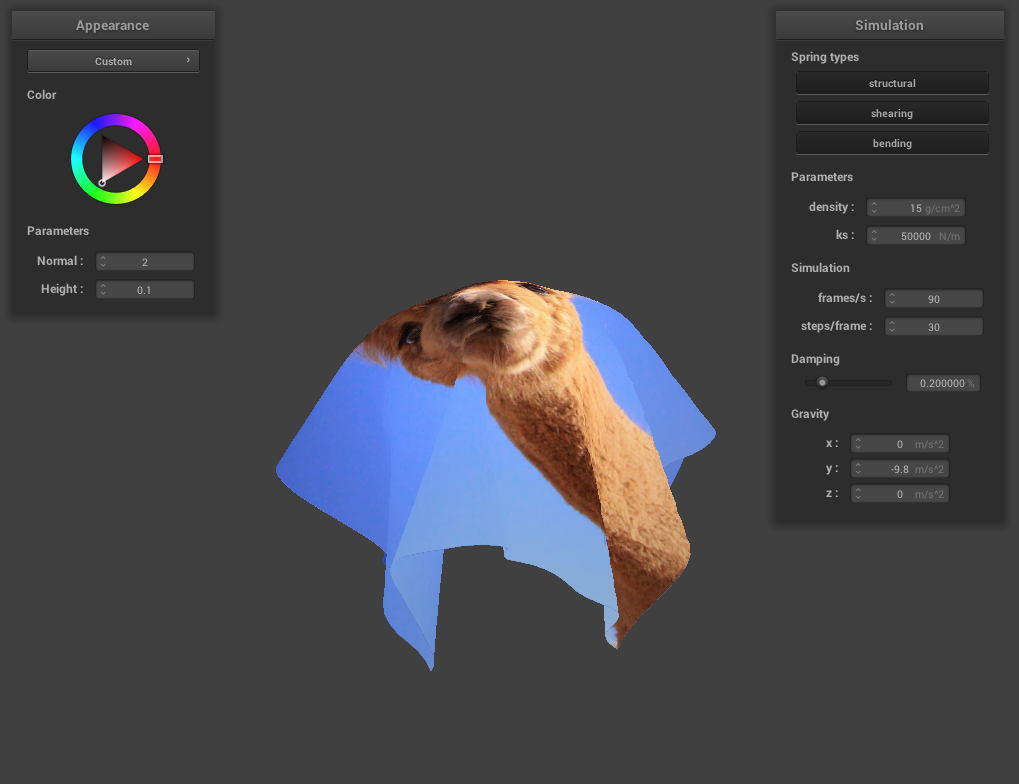 Appearance
Custom ›
Color
Parameters
Normal : 2
Height : 0.1
Simulation
Spring types
structural
shearing
bending
Parameters
density : 15 g/cm^2
ks : 50000 N/m
Simulation
frames/s : 90
steps/frame : 30
Damping
0.200000 %
Gravity
x : 0 m/s^2
y : -9.8 m/s^2
z : 0 m/s^2